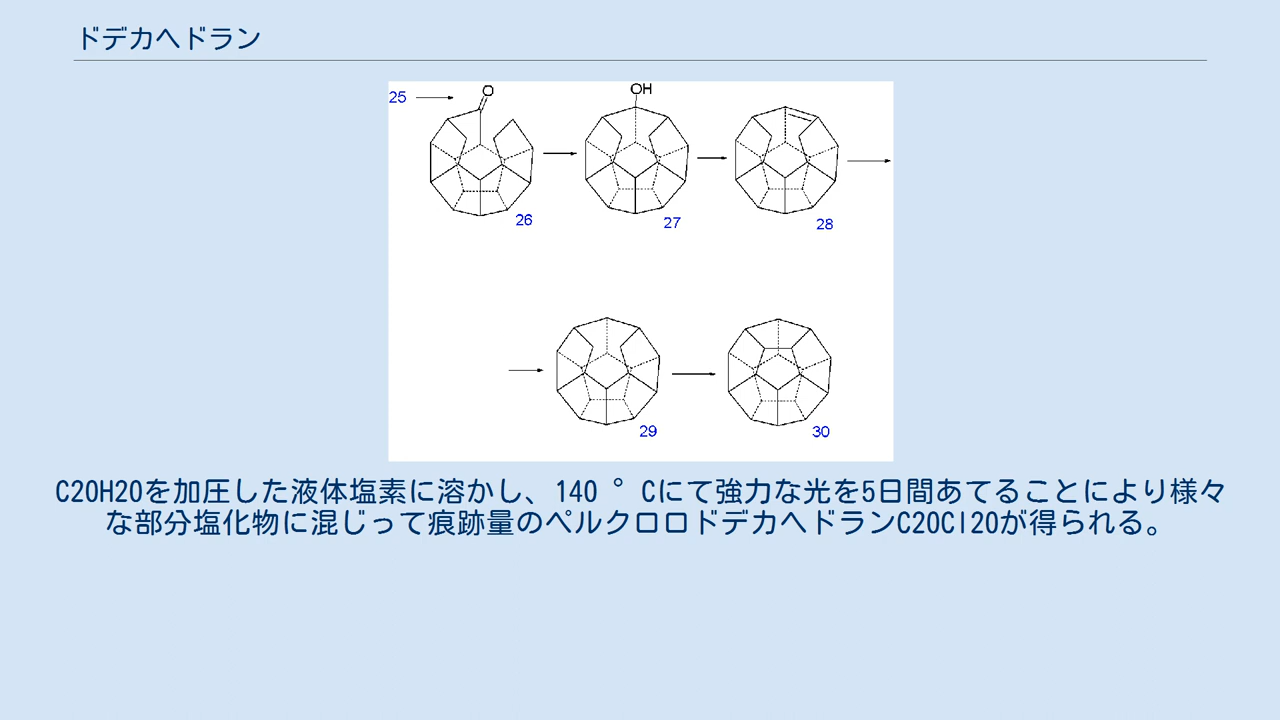 ドデカヘドラン
25
O
OH
26
27
28
29
30
C20H20を加圧した液体塩素に溶かし、140 °Cにて強力な光を5日間あてることにより様々
な部分塩化物に混じって痕跡量のペルクロロドデカヘドランC20Cl20が得られる。